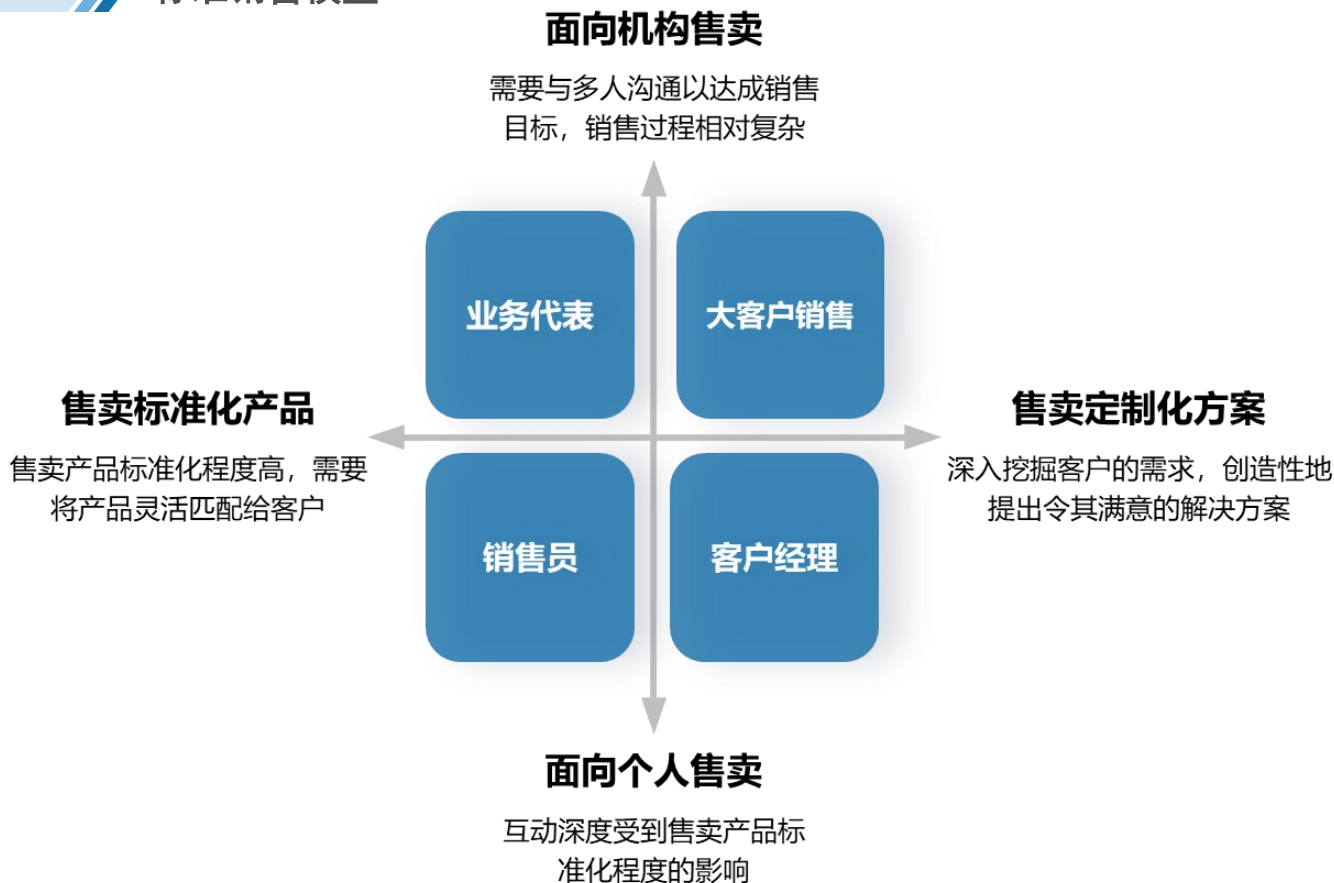 标准销售模型
面向机构售卖
需要与多人沟通以达成销售
目标，销售过程相对复杂
业务代表
大客户销售
售卖标准化产品
售卖产品标准化程度高，需要
将产品灵活匹配给客户
售卖定制化方案
深入挖掘客户的需求，创造性地
提出令其满意的解决方案
销售员
客户经理
面向个人售卖
互动深度受到售卖产品标
准化程度的影响